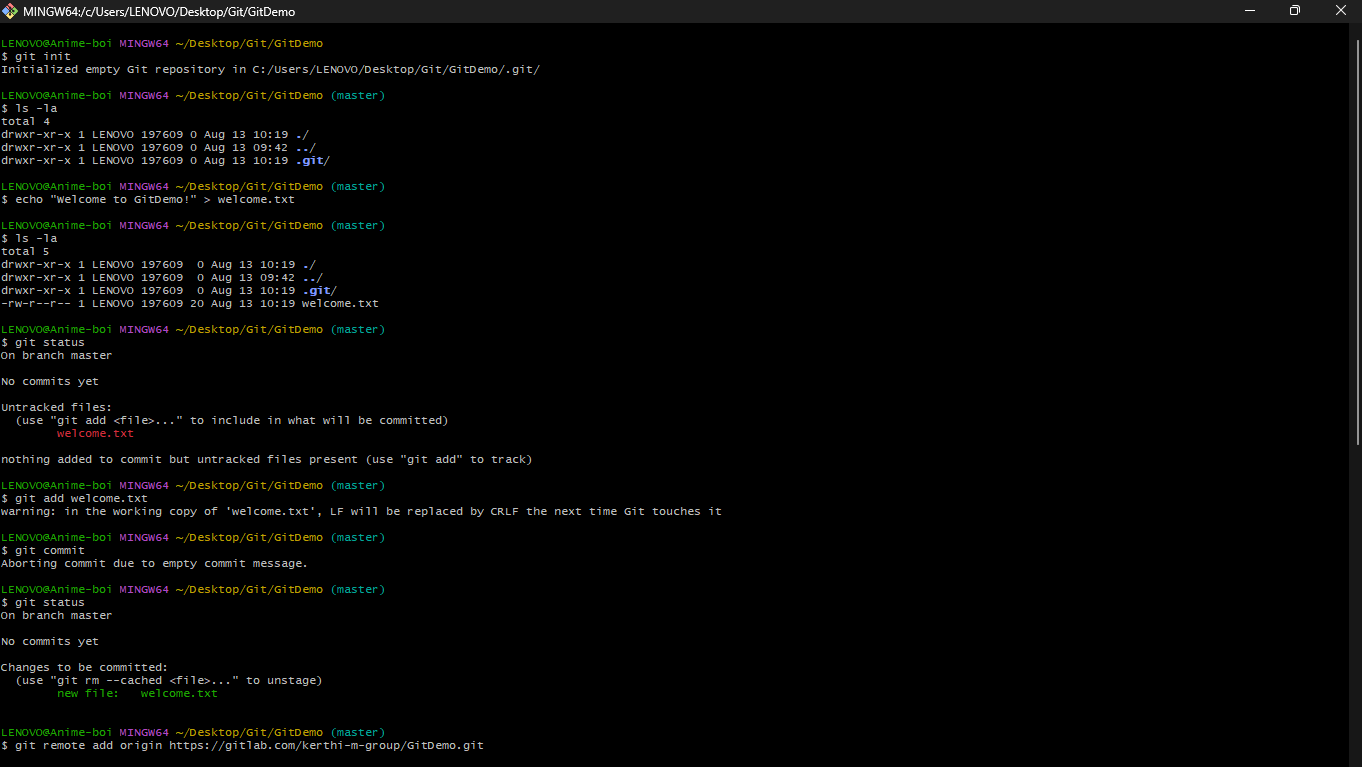 MINGW64:/c/Users/LENOVO/Desktop/Git/GitDemo
LENOVO@Anime-boi MINGW64 ~/Desktop/Git/GitDemo
$ git init
Initialized empty Git repository in C:/Users/LENOVO/Desktop/Git/GitDemo/.git/
LENOVO@Anime-boi MINGW64 ~/Desktop/Git/GitDemo (master)
$ ls -la
total 4
drwxr-xr-x 1 LENOVO 197609 0 Aug 13 10:19 ./
drwxr-xr-x 1 LENOVO 197609 0 Aug 13 09:42 ../
drwxr-xr-x 1 LENOVO 197609 0 Aug 13 10:19 .git/
LENOVO@Anime-boi MINGW64 ~/Desktop/Git/GitDemo (master)
$ echo "Welcome to GitDemo!" > welcome.txt
LENOVO@Anime-boi MINGW64 ~/Desktop/Git/GitDemo (master)
$ ls -la
total 5
drwxr-xr-x 1 LENOVO 197609  0 Aug 13 10:19 ./
drwxr-xr-x 1 LENOVO 197609  0 Aug 13 09:42 ../
drwxr-xr-x 1 LENOVO 197609  0 Aug 13 10:19 .git/
-rw-r--r-- 1 LENOVO 197609 20 Aug 13 10:19 welcome.txt
LENOVO@Anime-boi MINGW64 ~/Desktop/Git/GitDemo (master)
$ git status
On branch master
No commits yet
Untracked files:
  (use "git add <file>..." to include in what will be committed)
        welcome.txt
nothing added to commit but untracked files present (use "git add" to track)
LENOVO@Anime-boi MINGW64 ~/Desktop/Git/GitDemo (master)
$ git add welcome.txt
warning: in the working copy of 'welcome.txt', LF will be replaced by CRLF the next time Git touches it
LENOVO@Anime-boi MINGW64 ~/Desktop/Git/GitDemo (master)
$ git commit
Aborting commit due to empty commit message.
LENOVO@Anime-boi MINGW64 ~/Desktop/Git/GitDemo (master)
$ git status
On branch master
No commits yet
Changes to be committed:
  (use "git rm --cached <file>..." to unstage)
        new file:   welcome.txt
LENOVO@Anime-boi MINGW64 ~/Desktop/Git/GitDemo (master)
$ git remote add origin https://gitlab.com/kerthi-m-group/GitDemo.git